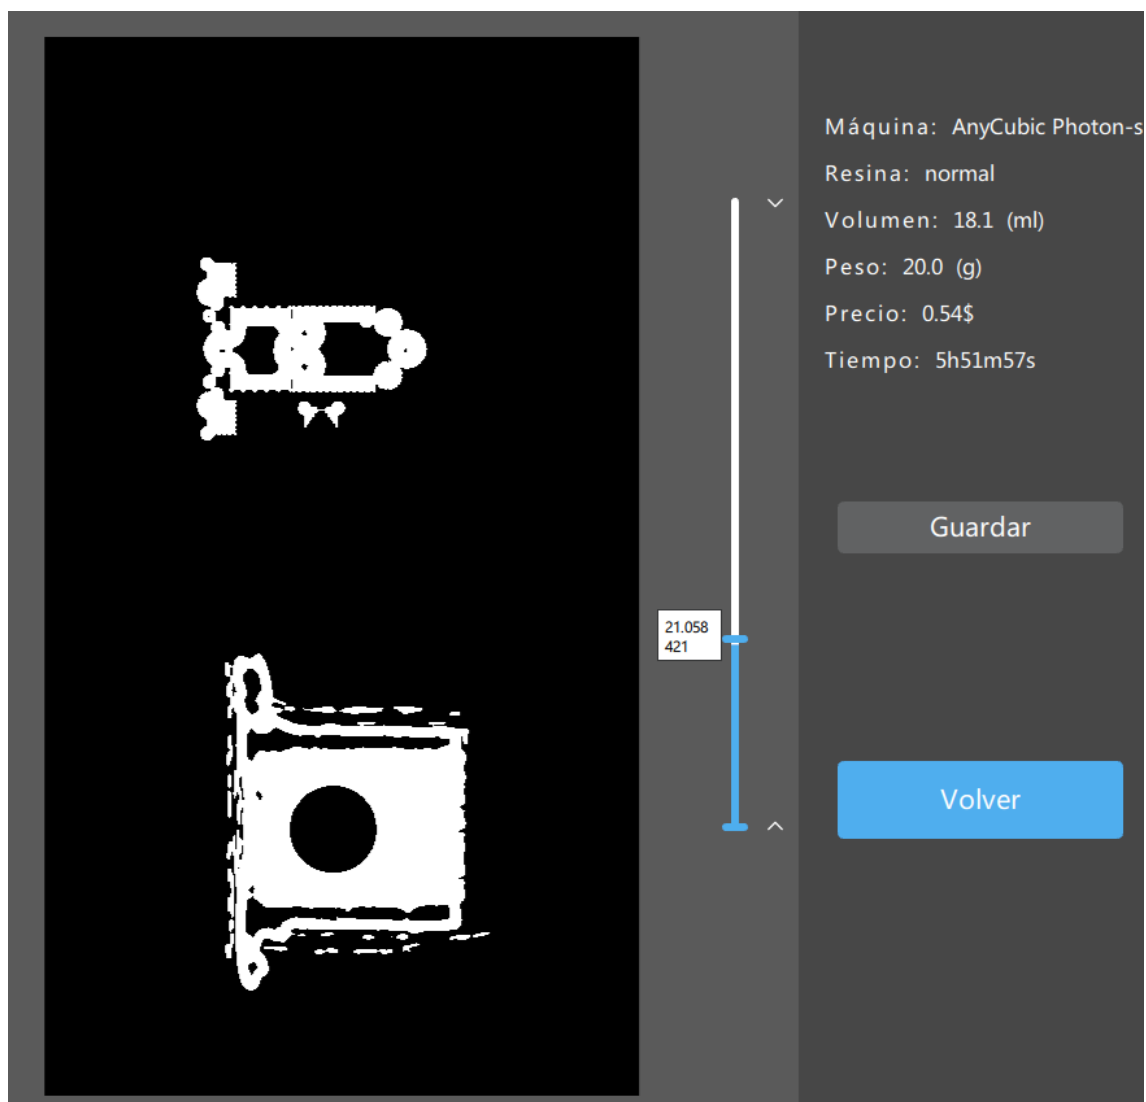 Máquina: AnyCubic Photon-s
Resina: normal
Volumen: 18.1 (ml)
Peso: 20.0 (g)
Precio: 0.54$
Tiempo: 5h51m57s
Guardar
21.058
421
Volver